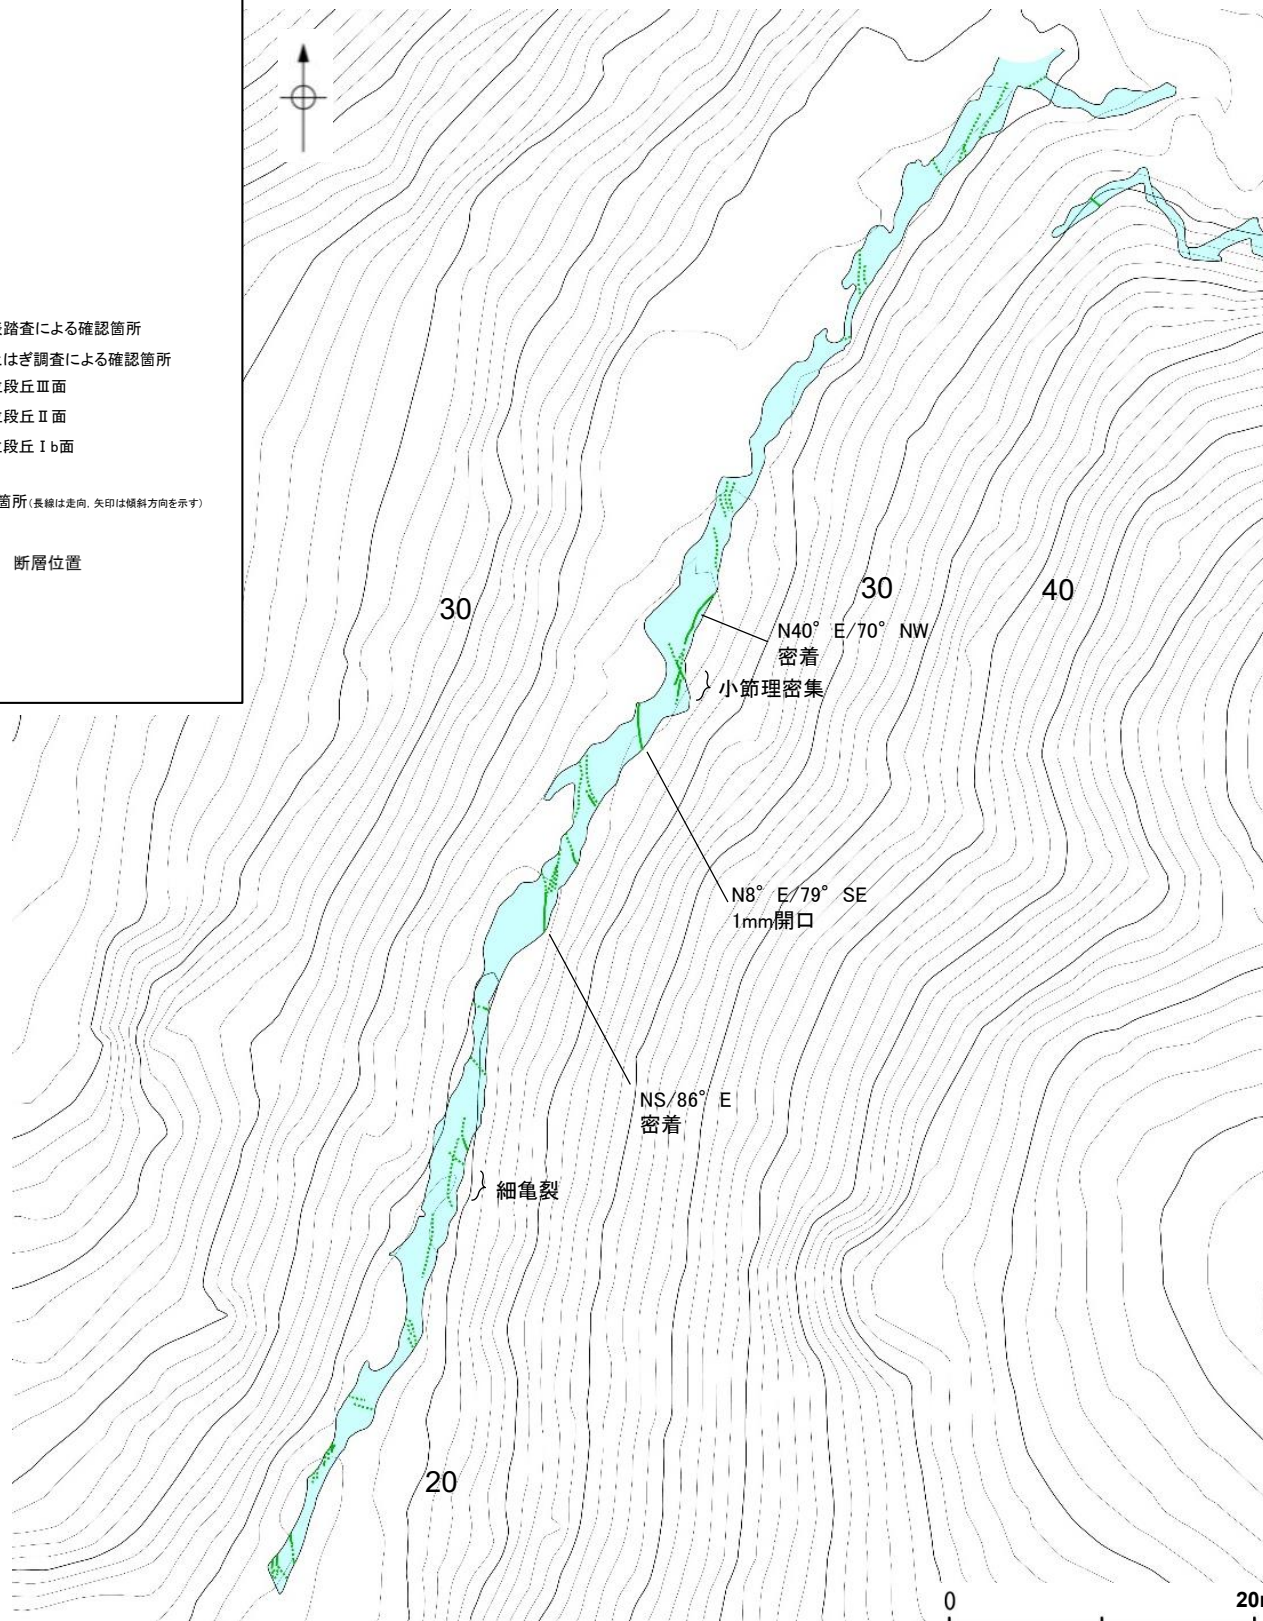 踏査による確認箇所
はぎ調査による確認箇所
段丘Ⅲ面
段丘Ⅱ面
段丘Ⅰb面
箇所(長線は走向，矢印は傾斜方向を示す)
断層位置
30
30
40
N40° E/70° NW
密着
小節理密集
N8° E/79° SE
1mm開口
NS/86° E
密着
細亀裂
20
0
20